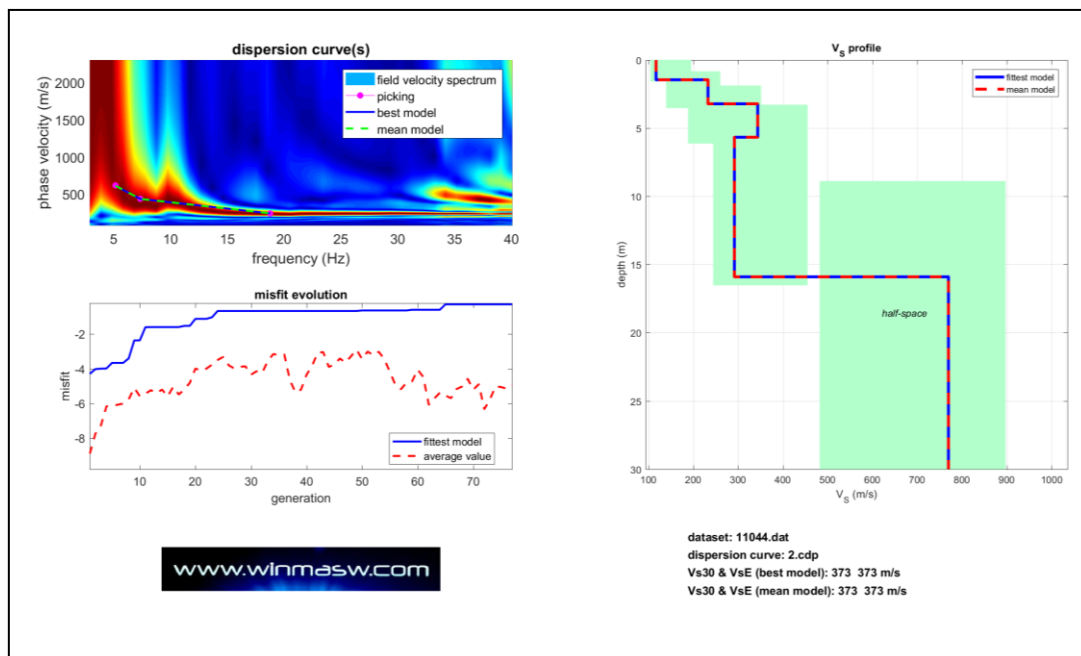 dispersion curve(s)
phase velocity (m/s)
2000
1500
1000
500
field velocity spectrum
picking
best model
mean model
5 10 15 20 25 30 35 40
frequency (Hz)
misfit evolution
misfit
-2
-4
-6
-8
fittest model
average value
10 20 30 40 50 60 70
generation
www.winmasw.com
VS profile
depth (m)
0
5
10
15
20
25
30
fittest model
mean model
half-space
100 200 300 400 500 600 700 800 900 1000
VS (m/s)
dataset: 11044.dat
dispersion curve: 2.cdp
Vs30 & VsE (best model): 373 373 m/s
Vs30 & VsE (mean model): 373 373 m/s